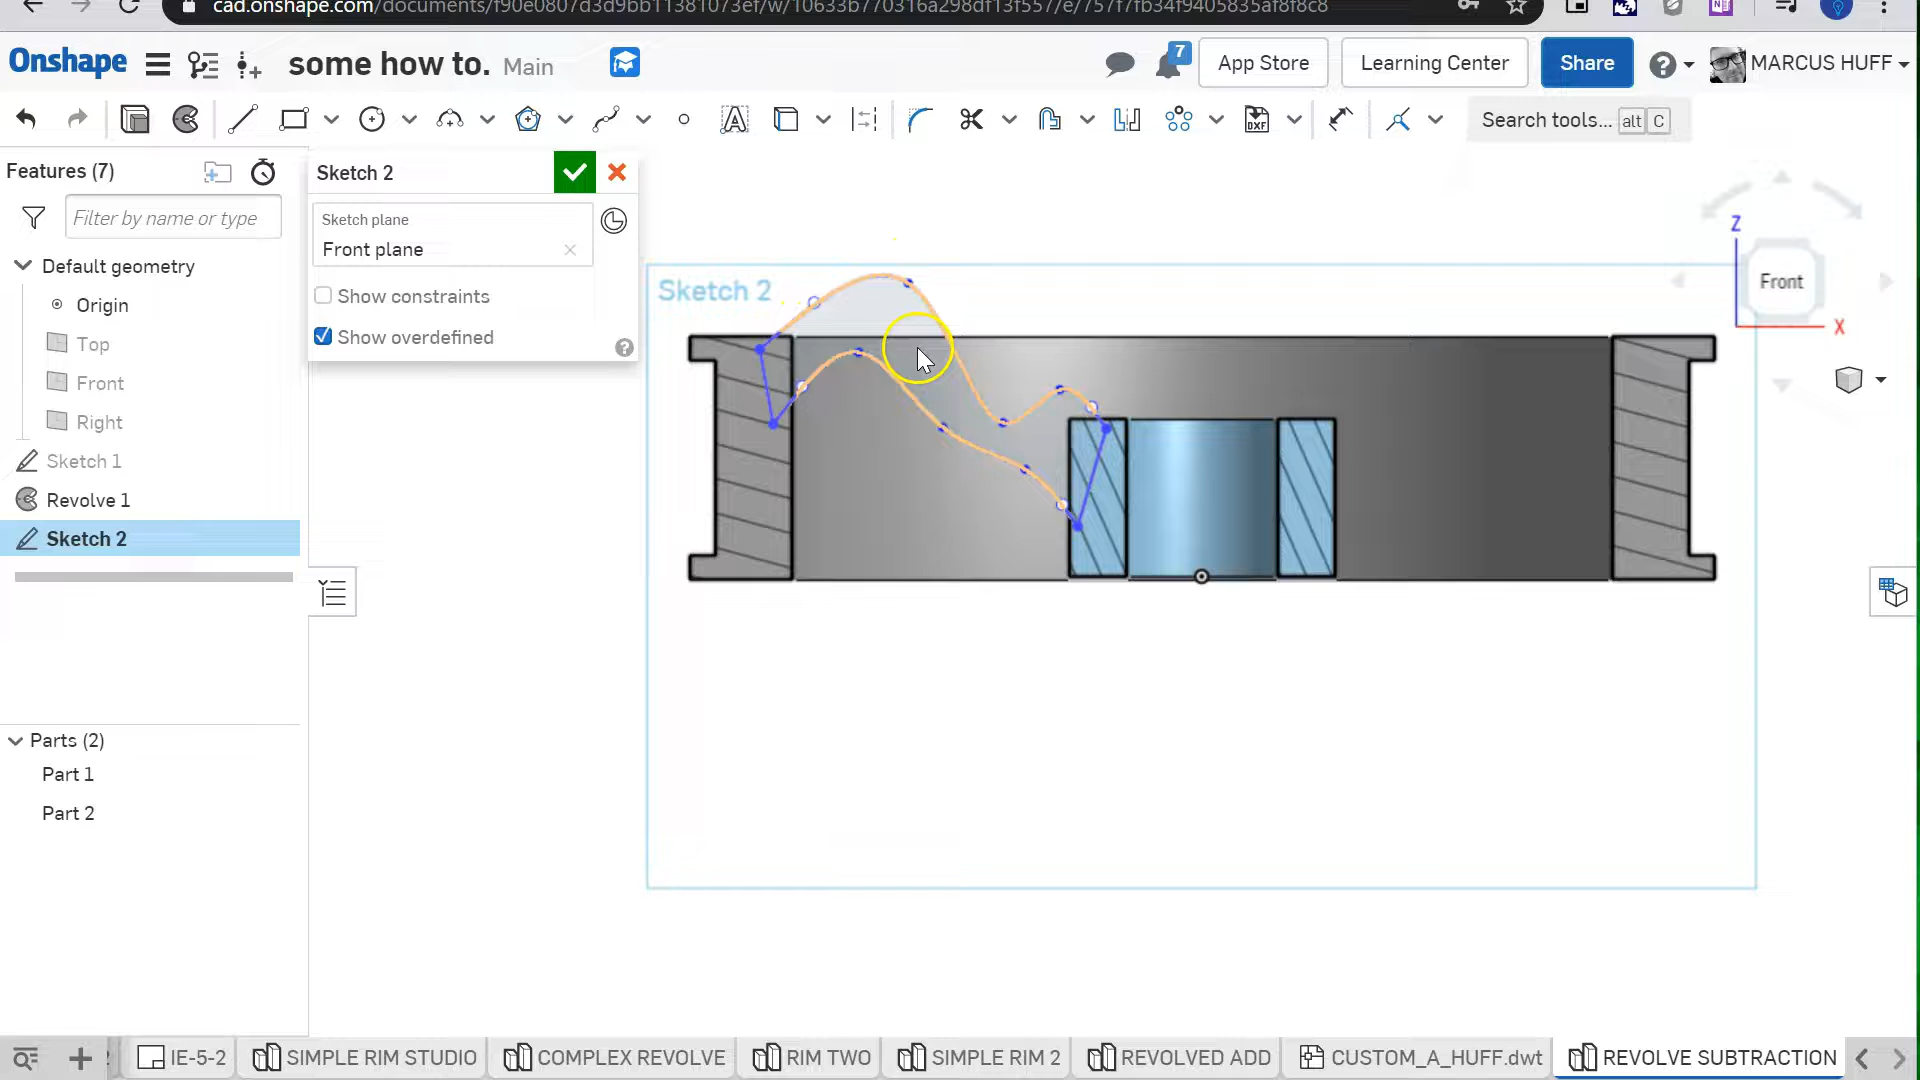 cad.onshape.com/documents/f90e0807d3d9bb11381073ef/w/10633b770316a298df13f557/e/757f7fb34f9405835af8f8c8
Onshape
some how to. Main
7
App Store
Learning Center
Share
MARCUS HUFF
Search tools... alt C
Features (7)
Filter by name or type
Default geometry
Origin
Top
Front
Right
Sketch 1
Revolve 1
Sketch 2
Parts (2)
Part 1
Part 2
Sketch 2
Sketch plane
Front plane
Show constraints
Show overdefined
Sketch 2
Z
Front
X
IE-5-2
SIMPLE RIM STUDIO
COMPLEX REVOLVE
RIM TWO
SIMPLE RIM 2
REVOLVED ADD
CUSTOM_A_HUFF.dwt
REVOLVE SUBTRACTION